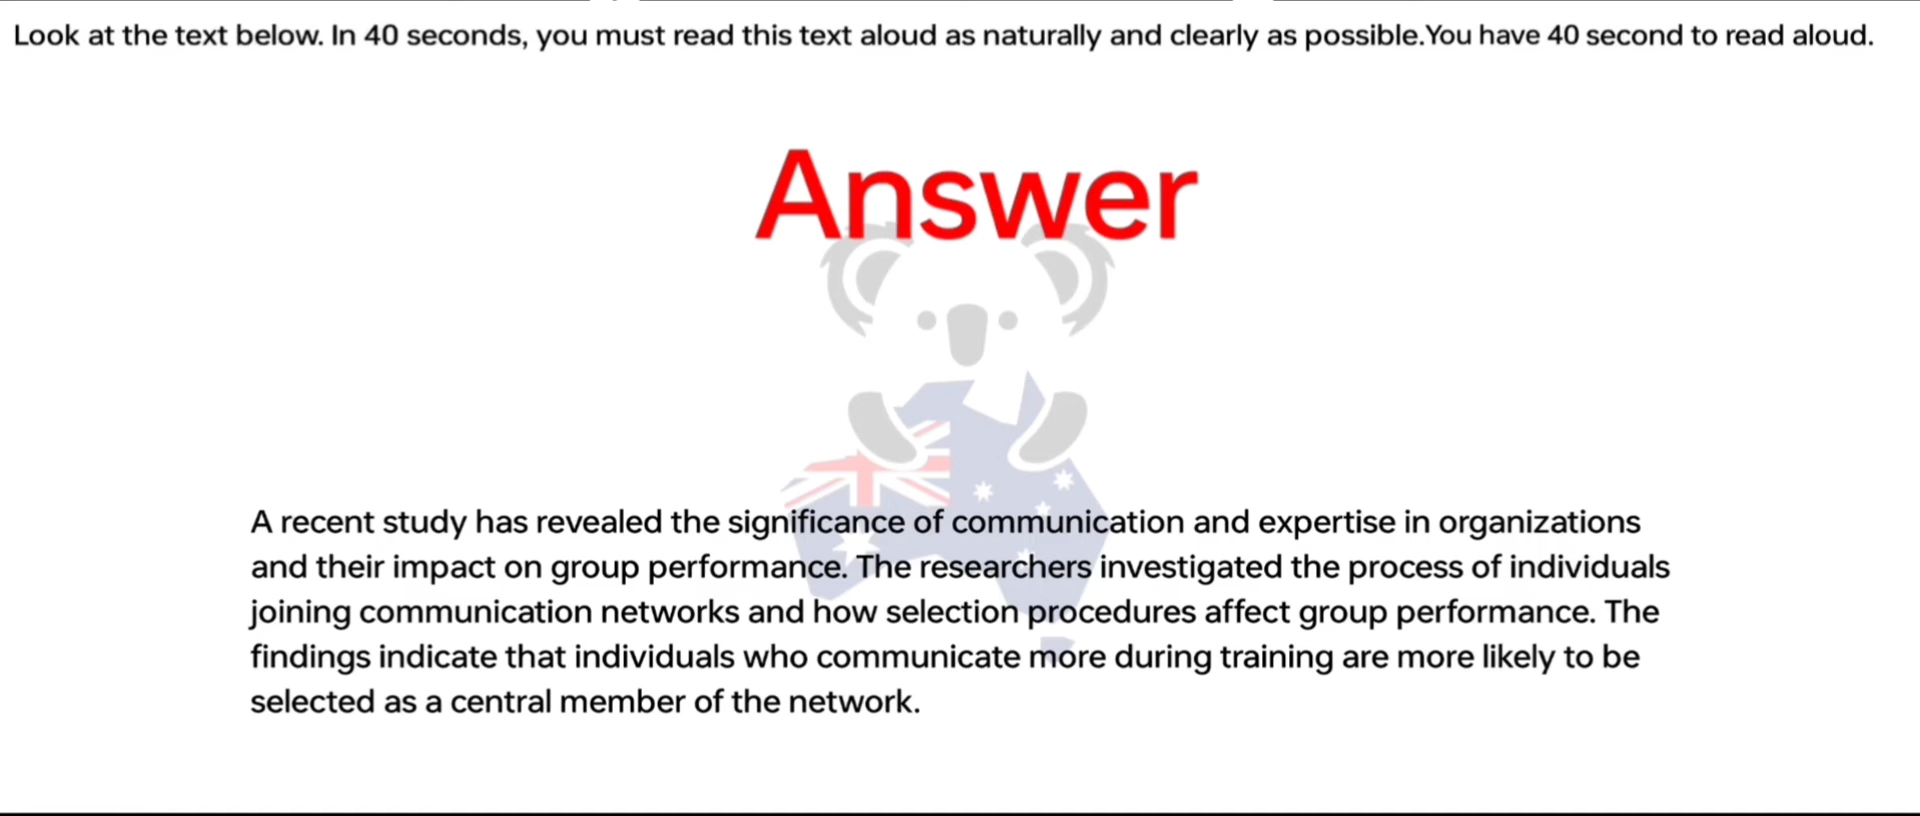 Look at the text below. In 40 seconds, you must read this text aloud as naturally and clearly as possible.You have 40 second to read aloud.
Answer
A recent study has revealed the significance of communication and expertise in organizations
and their impact on group performance. The researchers investigated the process of individuals
joining communication networks and how selection procedures affect group performance. The
findings indicate that individuals who communicate more during training are more likely to be
selected as a central member of the network.